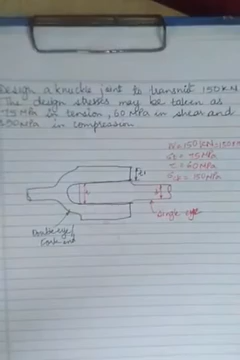 Design a knuckle joint to transmit 150 KN.
The design stresses may be taken as
75 MPa in tension, 60 MPa in shear and
150 MPa in compression
σt = 75 MPa
τ = 60 MPa
= 150 MPa
Single eye
Double eye/
Fork end